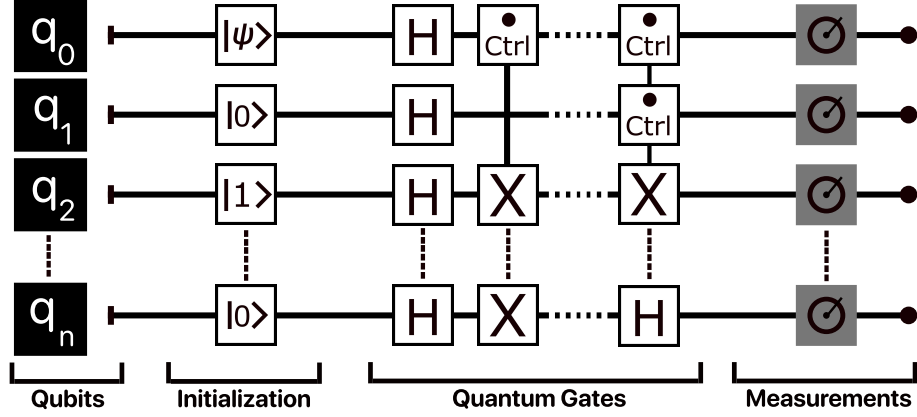 q0 |ψ> H Ctrl Ctrl
q1 |0> H Ctrl
q2 |1> H X X
qn |0> H X H
Qubits Initialization Quantum Gates Measurements